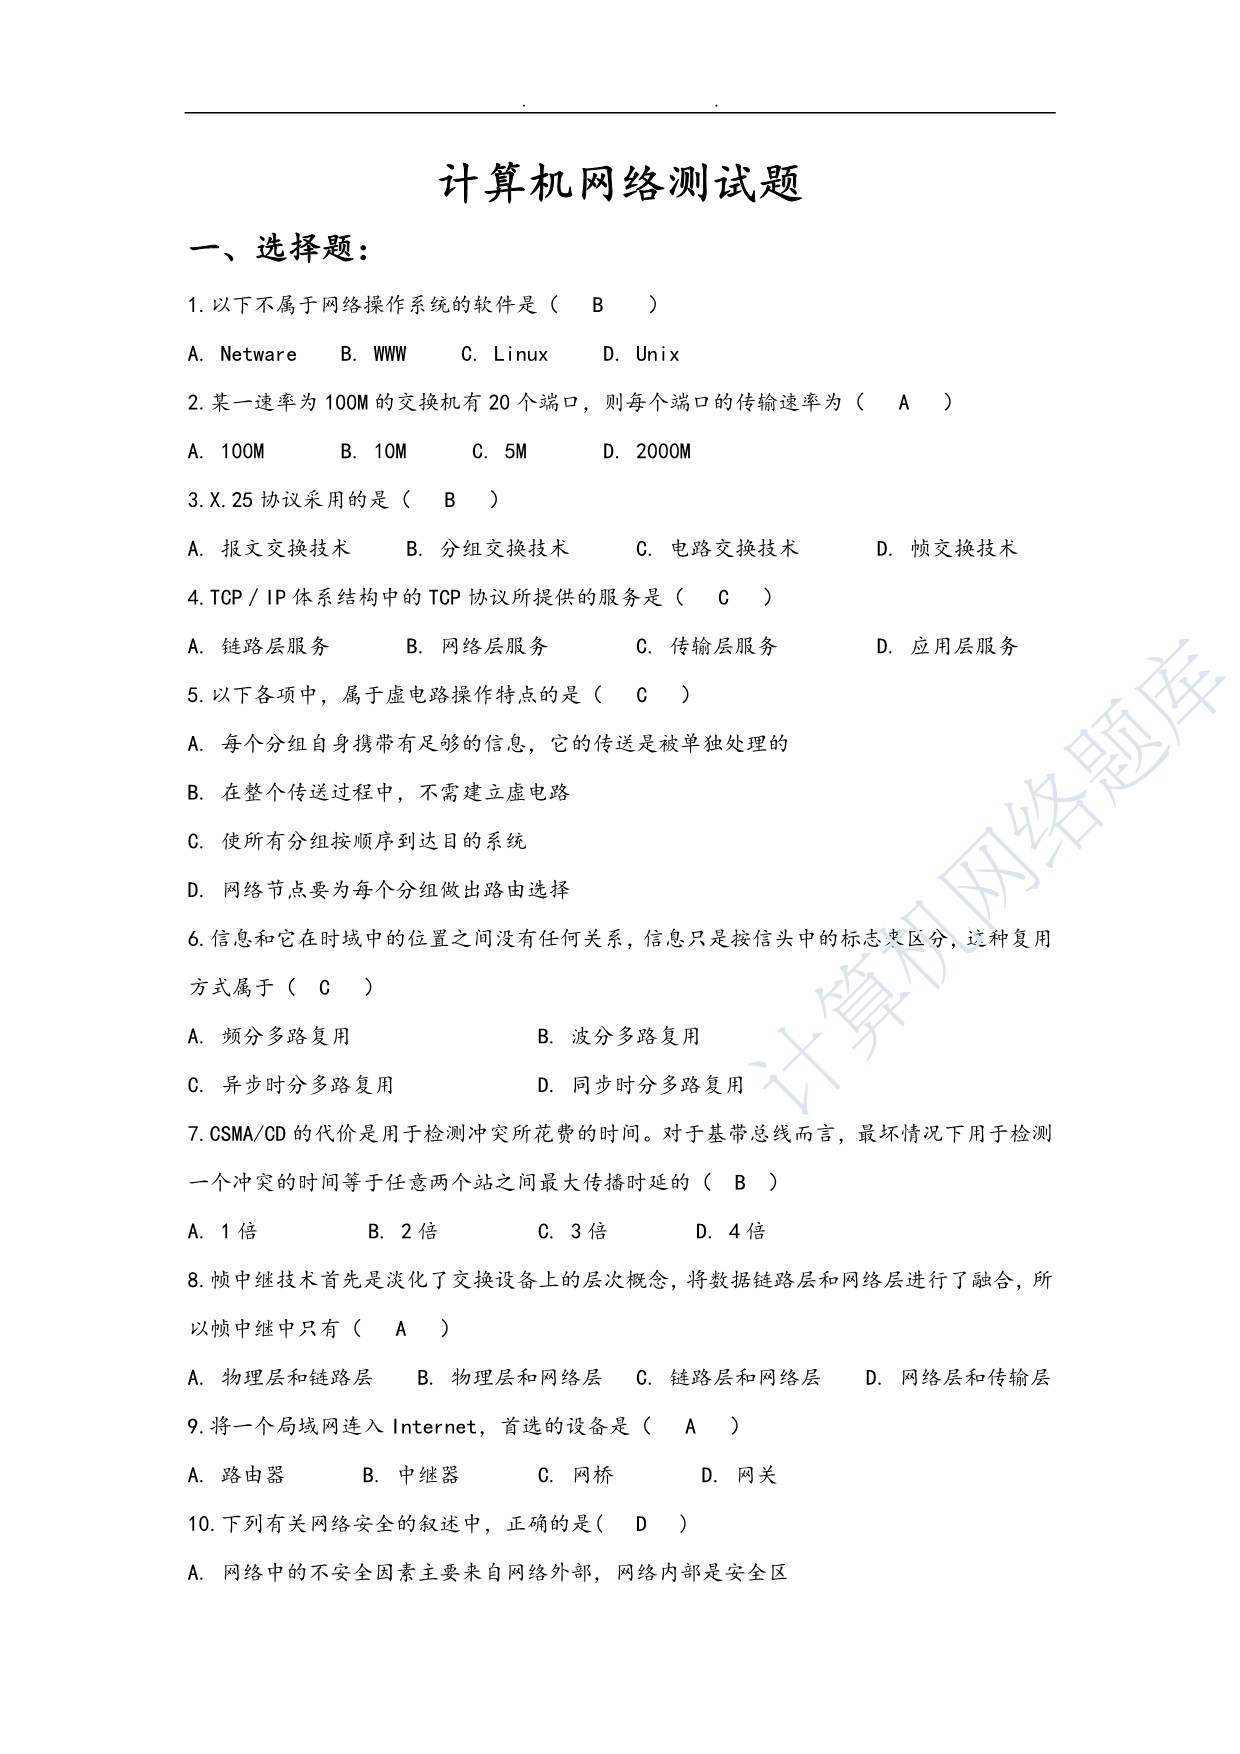 计算机网络测试题
一、选择题：
1.以下不属于网络操作系统的软件是（ B ）
A. Netware B. WWW C. Linux D. Unix
2.某一速率为100M的交换机有20个端口，则每个端口的传输速率为（ A ）
A. 100M B. 10M C. 5M D. 2000M
3.X.25协议采用的是（ B ）
A. 报文交换技术 B. 分组交换技术 C. 电路交换技术 D. 帧交换技术
4.TCP／IP体系结构中的TCP协议所提供的服务是（ C ）
A. 链路层服务 B. 网络层服务 C. 传输层服务 D. 应用层服务
5.以下各项中，属于虚电路操作特点的是（ C ）
A. 每个分组自身携带有足够的信息，它的传送是被单独处理的
B. 在整个传送过程中，不需建立虚电路
C. 使所有分组按顺序到达目的系统
D. 网络节点要为每个分组做出路由选择
6.信息和它在时域中的位置之间没有任何关系，信息只是按信头中的标志来区分，这种复用
方式属于（ C ）
A. 频分多路复用 B. 波分多路复用
C. 异步时分多路复用 D. 同步时分多路复用
7.CSMA/CD的代价是用于检测冲突所花费的时间。对于基带总线而言，最坏情况下用于检测
一个冲突的时间等于任意两个站之间最大传播时延的（ B ）
A. 1倍 B. 2倍 C. 3倍 D. 4倍
8.帧中继技术首先是淡化了交换设备上的层次概念，将数据链路层和网络层进行了融合，所
以帧中继中只有（ A ）
A. 物理层和链路层 B. 物理层和网络层 C. 链路层和网络层 D. 网络层和传输层
9.将一个局域网连入Internet，首选的设备是（ A ）
A. 路由器 B. 中继器 C. 网桥 D. 网关
10.下列有关网络安全的叙述中，正确的是( D ）
A. 网络中的不安全因素主要来自网络外部，网络内部是安全区
计算机网络题库